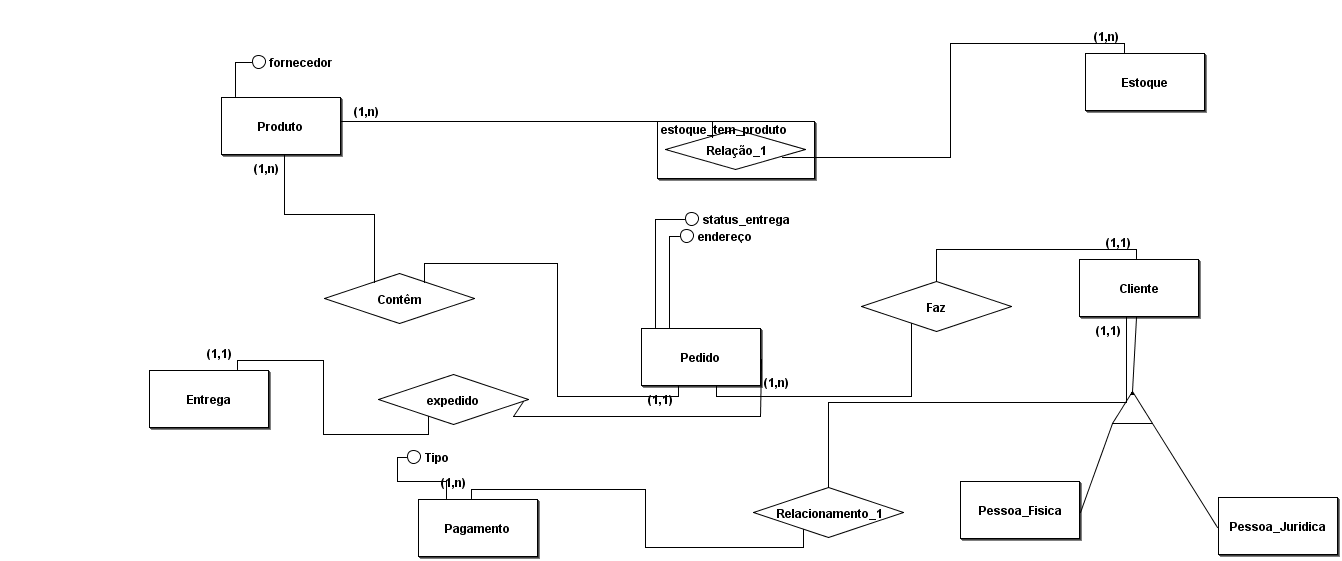 (1,n)
fornecedor
Estoque
(1,n)
Produto
estoque_tem_produto
Relação_1
(1,n)
status_entrega
endereço
(1,1)
Cliente
Contêm
Faz
(1,1)
(1,1)
Pedido
(1,n)
Entrega
expedido
(1,1)
Tipo
(1,n)
Pagamento
Relacionamento_1
Pessoa_Fisica
Pessoa_Juridica